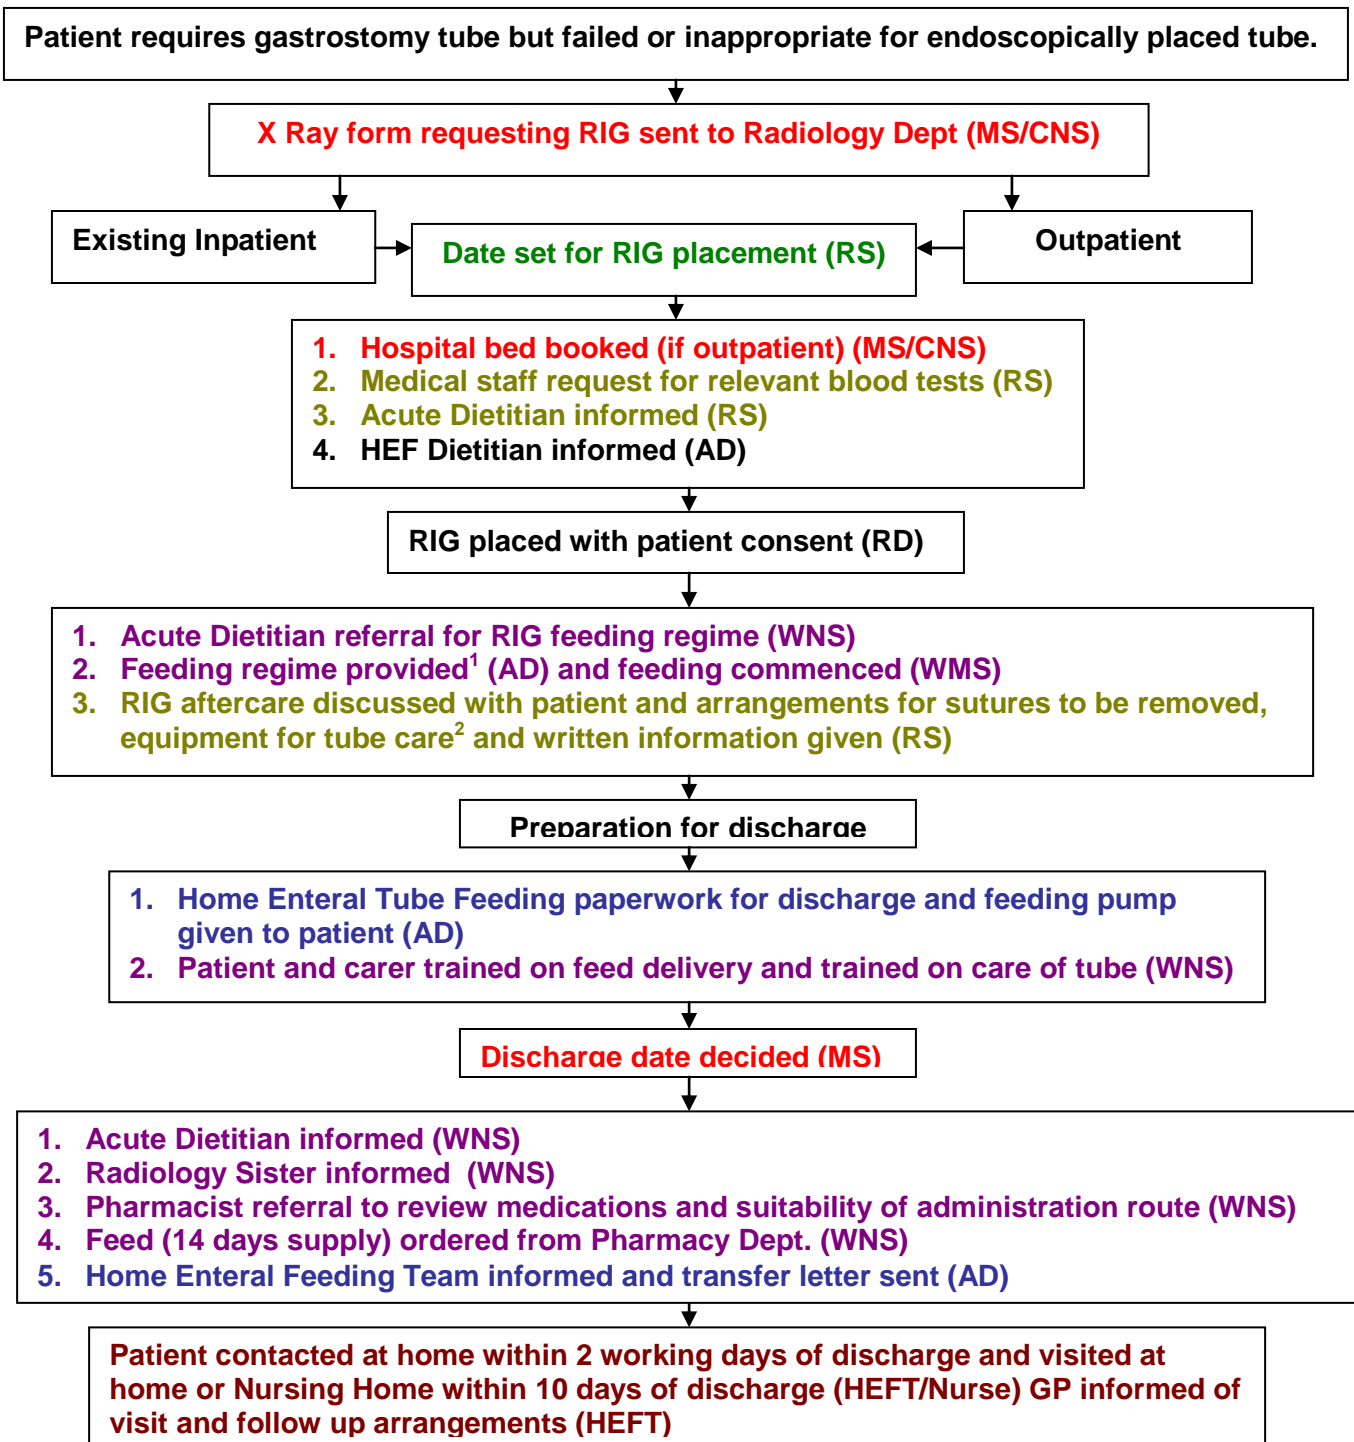 Patient requires gastrostomy tube but failed or inappropriate for endoscopically placed tube.
X Ray form requesting RIG sent to Radiology Dept (MS/CNS)
Existing Inpatient
Date set for RIG placement (RS)
Outpatient
1. Hospital bed booked (if outpatient) (MS/CNS)
2. Medical staff request for relevant blood tests (RS)
3. Acute Dietitian informed (RS)
4. HEF Dietitian informed (AD)
RIG placed with patient consent (RD)
1. Acute Dietitian referral for RIG feeding regime (WNS)
2. Feeding regime provided¹ (AD) and feeding commenced (WMS)
3. RIG aftercare discussed with patient and arrangements for sutures to be removed,
equipment for tube care² and written information given (RS)
Preparation for discharge
1. Home Enteral Tube Feeding paperwork for discharge and feeding pump
given to patient (AD)
2. Patient and carer trained on feed delivery and trained on care of tube (WNS)
Discharge date decided (MS)
1. Acute Dietitian informed (WNS)
2. Radiology Sister informed (WNS)
3. Pharmacist referral to review medications and suitability of administration route (WNS)
4. Feed (14 days supply) ordered from Pharmacy Dept. (WNS)
5. Home Enteral Feeding Team informed and transfer letter sent (AD)
Patient contacted at home within 2 working days of discharge and visited at
home or Nursing Home within 10 days of discharge (HEFT/Nurse) GP informed of
visit and follow up arrangements (HEFT)